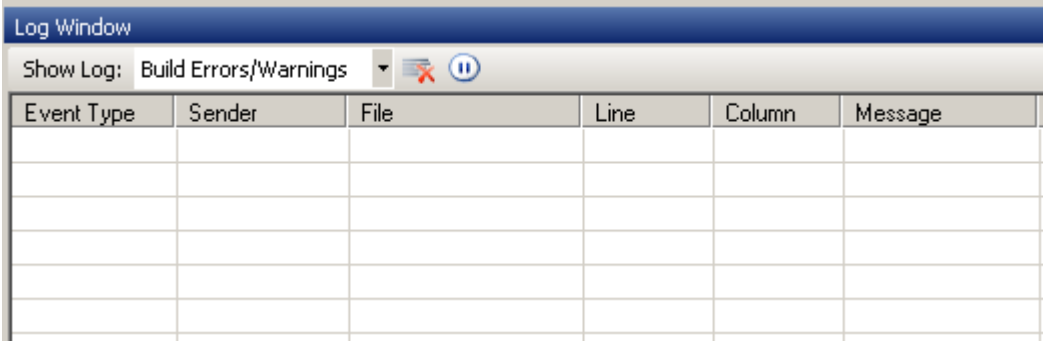 Log Window
Show Log: Build Errors/Warnings
Event Type Sender File Line Column Message